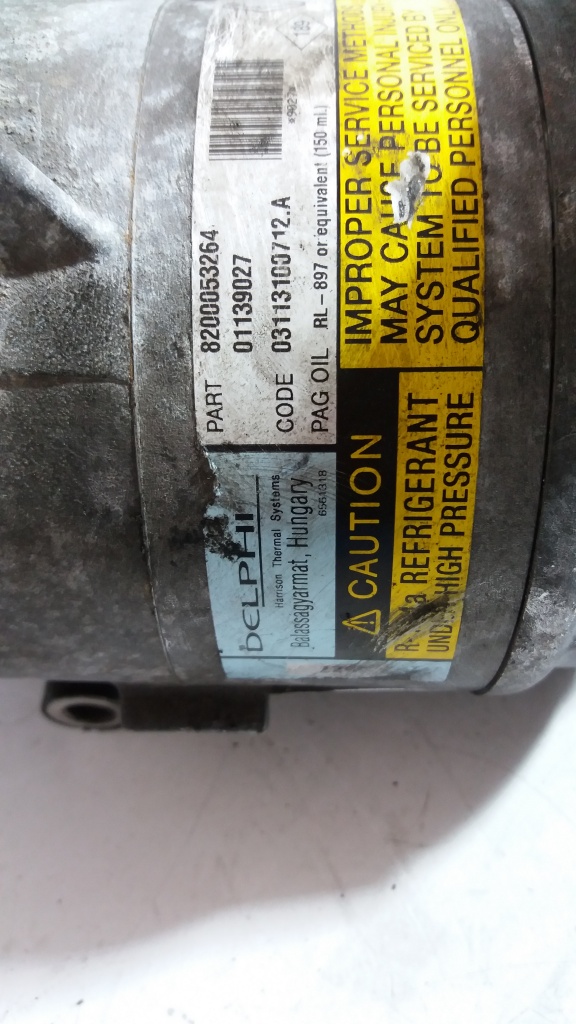 DELPHI
Harrison Thermal Systems
Balassagyarmat, Hungary
6564318
PART 8200053264
01139027
CODE 03113100712.A
PAG OIL RL-897 or equivalent (150 ml.)
⚠ CAUTION
REFRIGERANT
HIGH PRESSURE
IMPROPER SERVICE METHODS
MAY CAUSE PERSONAL
SYSTEM TO BE SERVICED BY
QUALIFIED PERSONNEL ONLY